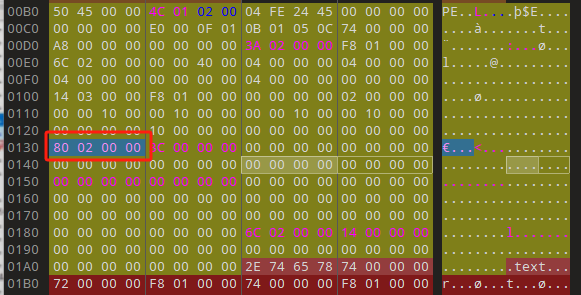 00B0 50 45 00 00 4C 01 02 00 04 FE 24 45 00 00 00 00 PE..L....þ$E....
00C0 00 00 00 00 E0 00 0F 01 0B 01 05 0C 74 00 00 00 ....à.......t...
00D0 A8 00 00 00 00 00 00 00 02 00 00 F8 01 00 00 ¨...........ø...
00E0 6C 02 00 00 00 00 40 00 04 00 00 00 04 00 00 00 l.....@.........
00F0 04 00 00 00 00 00 00 00 04 00 00 00 00 00 00 00 ................
0100 14 03 00 00 F8 01 00 00 00 00 00 00 02 00 00 00 ....ø...........
0110 00 00 10 00 00 10 00 00 00 00 10 00 00 10 00 00 ................
0120 00 00 00 00 10 00 00 00 00 00 00 00 00 00 00 00 ................
0130 80 02 00 00 00 00 00 00 00 00 00 00 00 00 00 €...............
0140 00 00 00 00 00 00 00 00 00 00 00 00 00 00 00 00 ................
0150 00 00 00 00 00 00 00 00 00 00 00 00 00 00 00 00 ................
0160 00 00 00 00 00 00 00 00 00 00 00 00 00 00 00 00 ................
0170 00 00 00 00 00 00 00 00 00 00 00 00 00 00 00 00 ................
0180 00 00 00 00 00 00 00 00 6C 02 00 00 14 00 00 00 ........l.......
0190 00 00 00 00 00 00 00 00 00 00 00 00 00 00 00 00 ................
01A0 00 00 00 00 00 00 00 00 2E 74 65 78 74 00 00 00 .........text...
01B0 72 00 00 00 F8 01 00 00 74 00 00 00 F8 01 00 00 r...ø...t...ø...